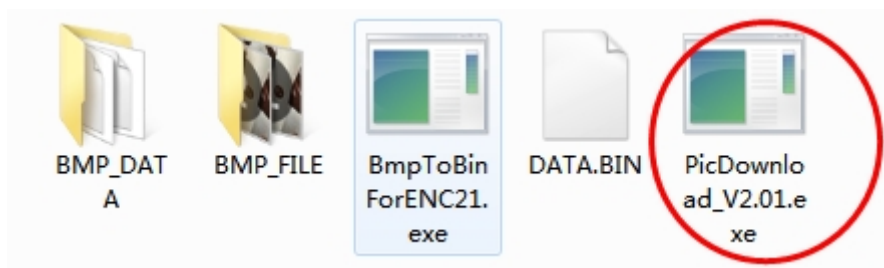 BMP_DAT
A
BMP_FILE
BmpToBin
ForENC21.
exe
DATA.BIN
PicDownlo
ad_V2.01.e
xe